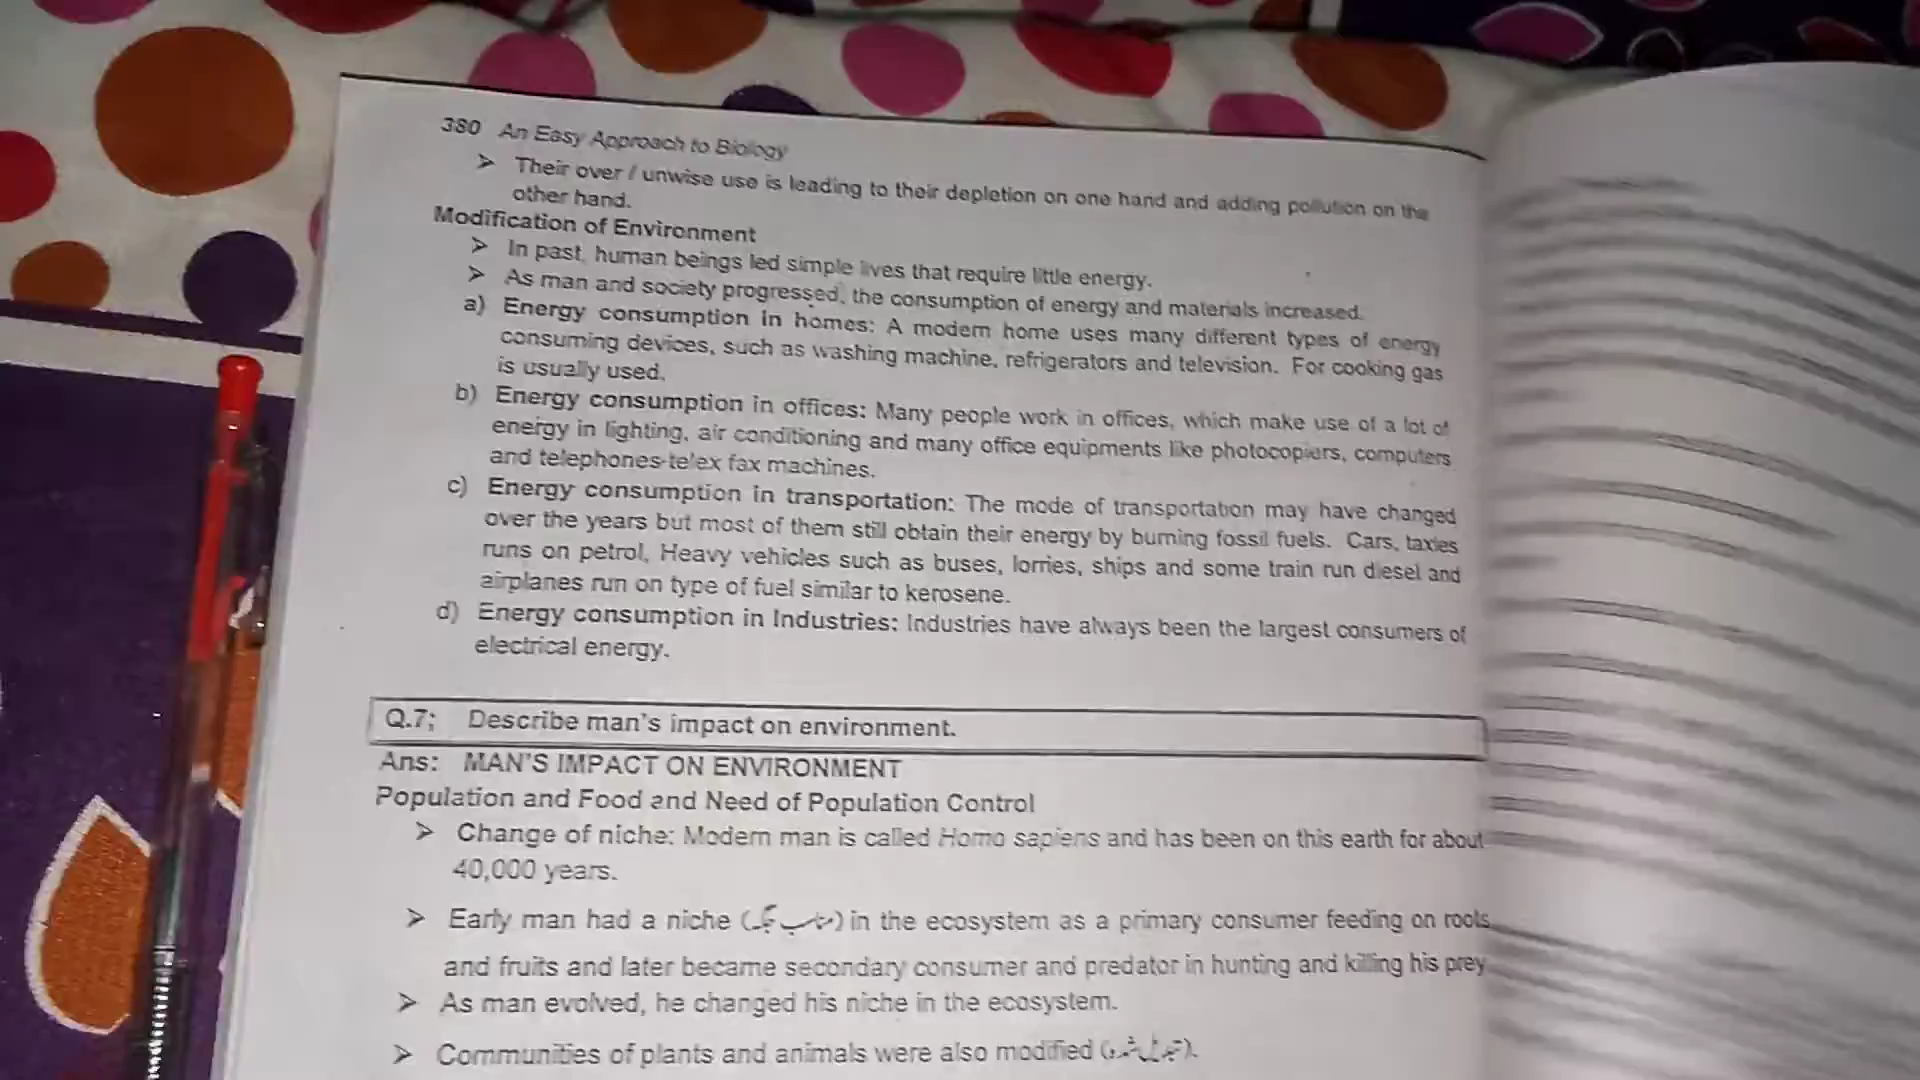 380 An Easy Approach to Biology
➢ Their over / unwise use is leading to their depletion on one hand and adding pollution on the
other hand.
Modification of Environment
➢ In past, human beings led simple lives that require little energy.
➢ As man and society progressed, the consumption of energy and materials increased.
a) Energy consumption in homes: A modern home uses many different types of energy
consuming devices, such as washing machine, refrigerators and television. For cooking gas
is usually used.
b) Energy consumption in offices: Many people work in offices, which make use of a lot of
energy in lighting, air conditioning and many office equipments like photocopiers, computers
and telephones-telex fax machines.
c) Energy consumption in transportation: The mode of transportation may have changed
over the years but most of them still obtain their energy by burning fossil fuels. Cars, taxies
runs on petrol, Heavy vehicles such as buses, lorries, ships and some train run diesel and
airplanes run on type of fuel similar to kerosene.
d) Energy consumption in Industries: Industries have always been the largest consumers of
electrical energy.
Q.7; Describe man's impact on environment.
Ans: MAN'S IMPACT ON ENVIRONMENT
Population and Food and Need of Population Control
➢ Change of niche: Modern man is called Homo sapiens and has been on this earth for about
40,000 years.
➢ Early man had a niche (مناسب جگہ) in the ecosystem as a primary consumer feeding on roots
and fruits and later became secondary consumer and predator in hunting and killing his prey
➢ As man evolved, he changed his niche in the ecosystem.
➢ Communities of plants and animals were also modified (تبدیل شدہ).